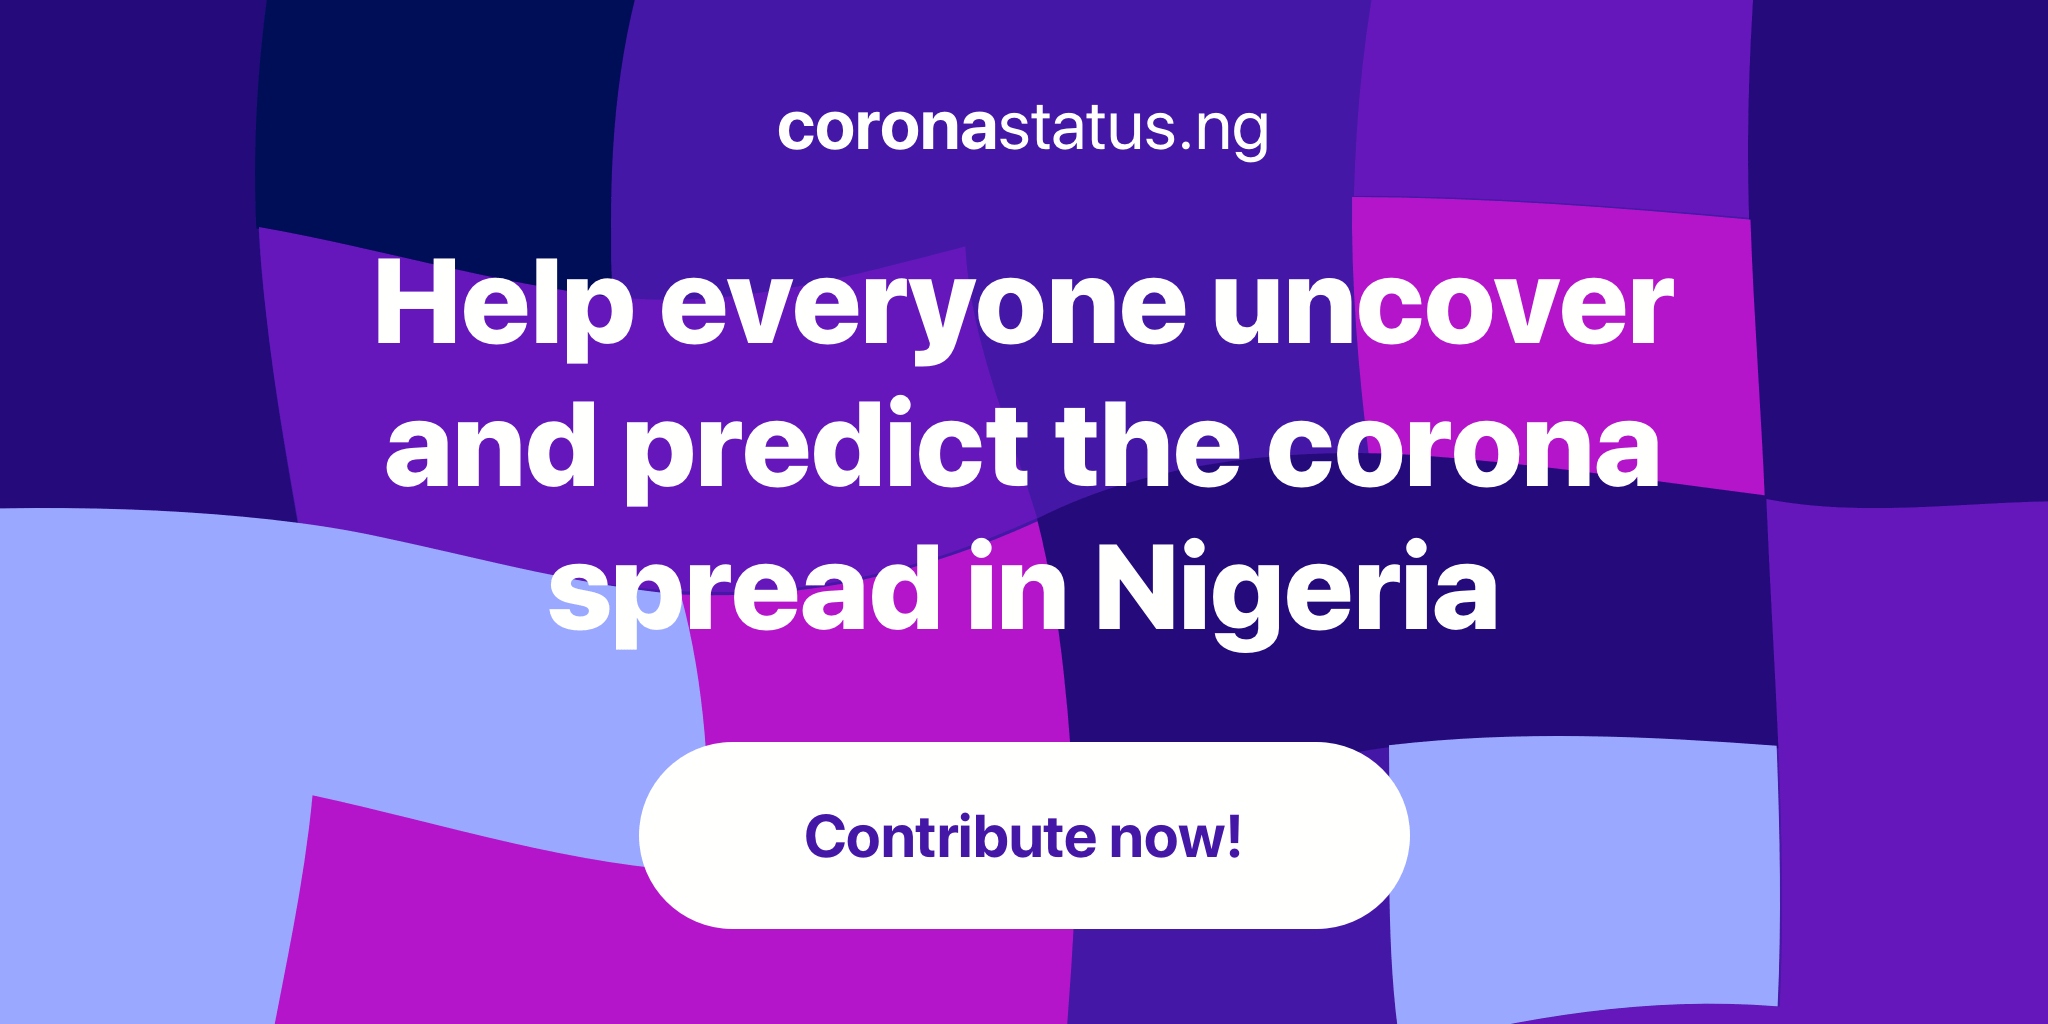 coronastatus.ng
Help everyone uncover
and predict the corona
spread in Nigeria
Contribute now!